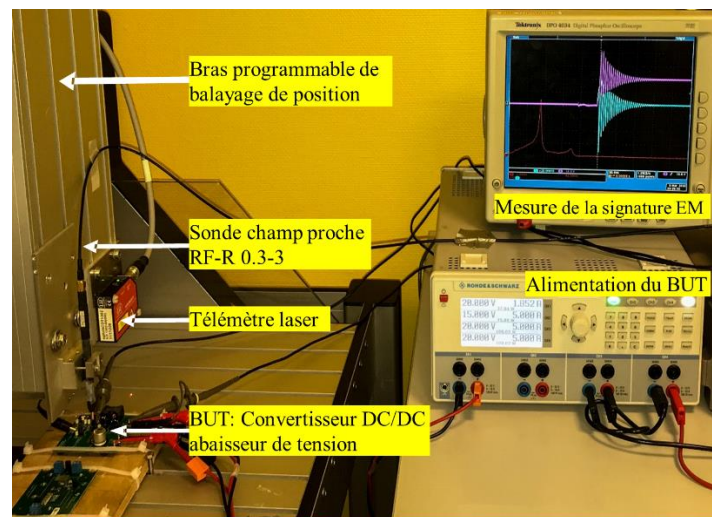 Tektronix DPO 4034 Digital Phosphor Oscilloscope
Bras programmable de
balayage de position
Mesure de la signature EM
Sonde champ proche
RF-R 0.3-3
Alimentation du BUT
ROHDE&SCHWARZ
20.000 V 1.052 A
15.000 V 5.000 A
20.000 V 5.000 A
20.000 V 5.000 A
Télémètre laser
BUT: Convertisseur DC/DC
abaisseur de tension